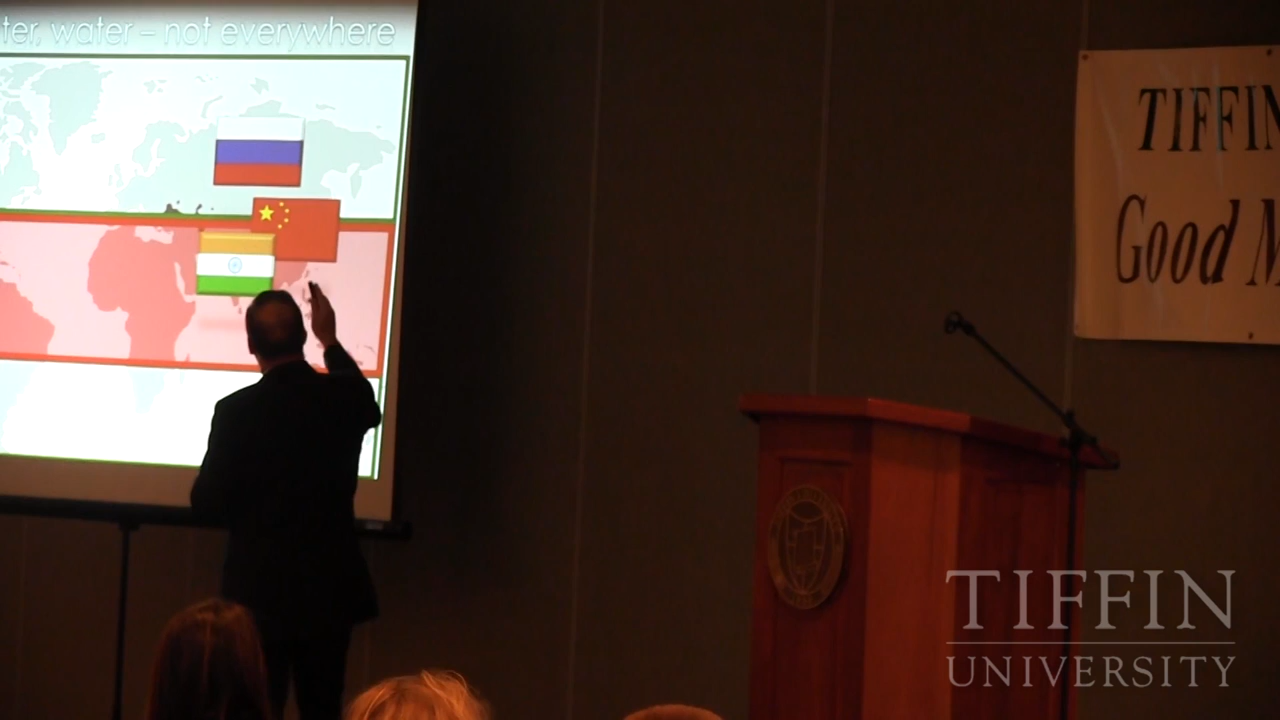 ter, water – not everywhere
TIFFIN
Good M
TIFFIN
UNIVERSITY